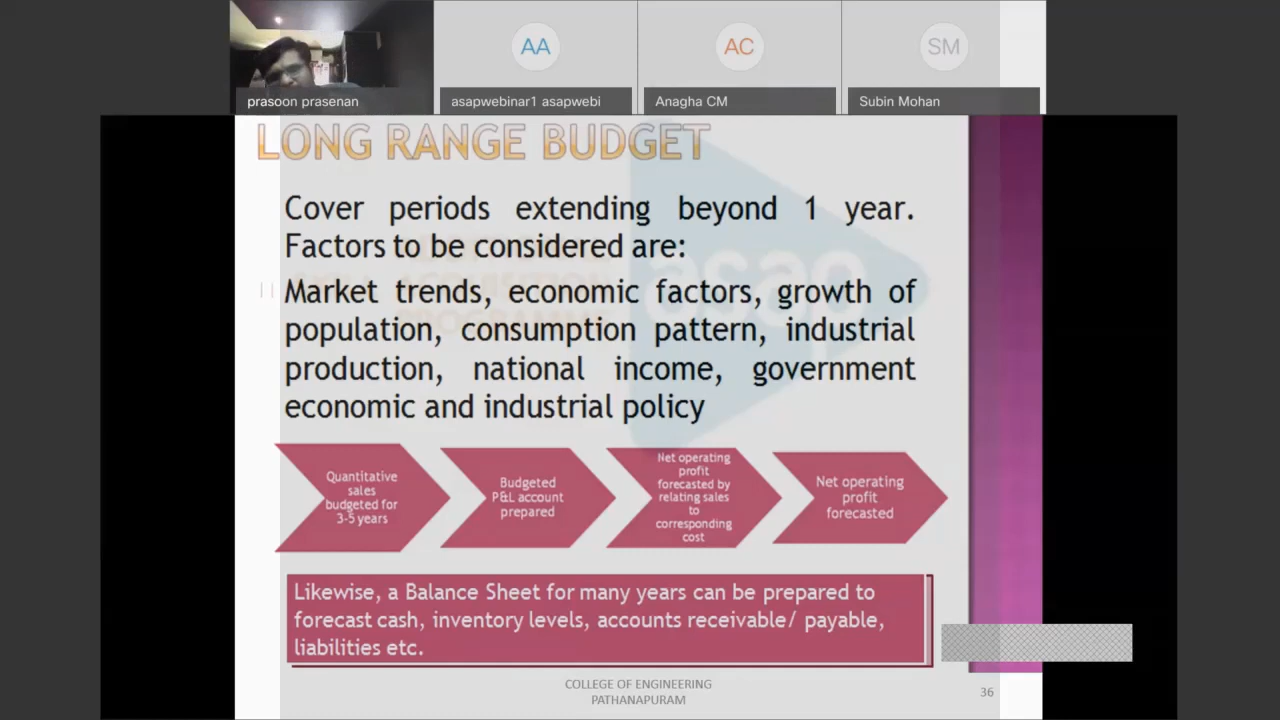 AA
AC
SM
prasoon prasenan
asapwebinar1 asapwebi
Anagha CM
Subin Mohan
LONG RANGE BUDGET
Cover periods extending beyond 1 year.
Factors to be considered are:
Market trends, economic factors, growth of
population, consumption pattern, industrial
production, national income, government
economic and industrial policy
asap
PROGRAMME
Quantitative
sales
budgeted for
3-5 years
Budgeted
P&L account
prepared
Net operating
profit
forecasted by
relating sales
to
corresponding
cost
Net operating
profit
forecasted
Likewise, a Balance Sheet for many years can be prepared to
forecast cash, inventory levels, accounts receivable/ payable,
liabilities etc.
COLLEGE OF ENGINEERING
PATHANAPURAM
36